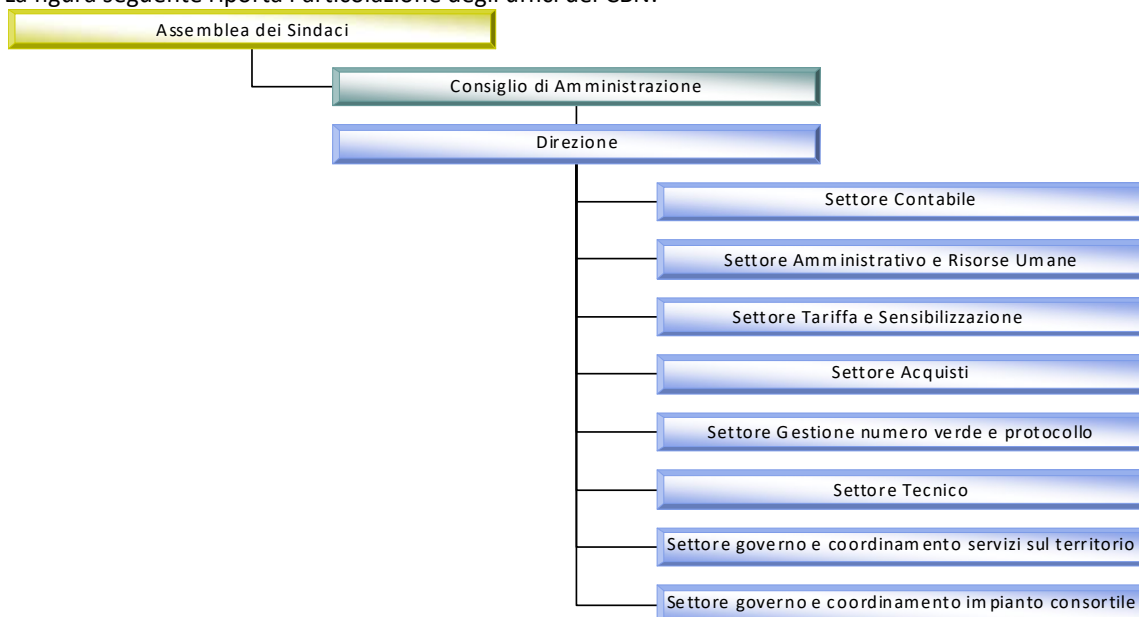 La figura seguente riporta l'articolazione degli uffici del CBN:
Assemblea dei Sindaci
Consiglio di Amministrazione
Direzione
Settore Contabile
Settore Amministrativo e Risorse Umane
Settore Tariffa e Sensibilizzazione
Settore Acquisti
Settore Gestione numero verde e protocollo
Settore Tecnico
Settore governo e coordinamento servizi sul territorio
Settore governo e coordinamento impianto consortile